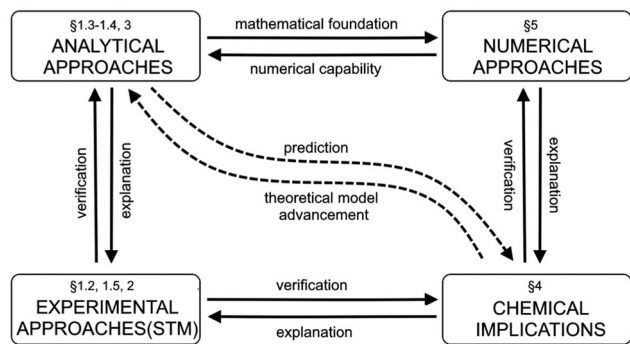 §1.3-1.4, 3
ANALYTICAL
APPROACHES
mathematical foundation
numerical capability
§5
NUMERICAL
APPROACHES
verification
explanation
prediction
theoretical model
advancement
verification
explanation
§1.2, 1.5, 2
EXPERIMENTAL
APPROACHES(STM)
verification
explanation
§4
CHEMICAL
IMPLICATIONS